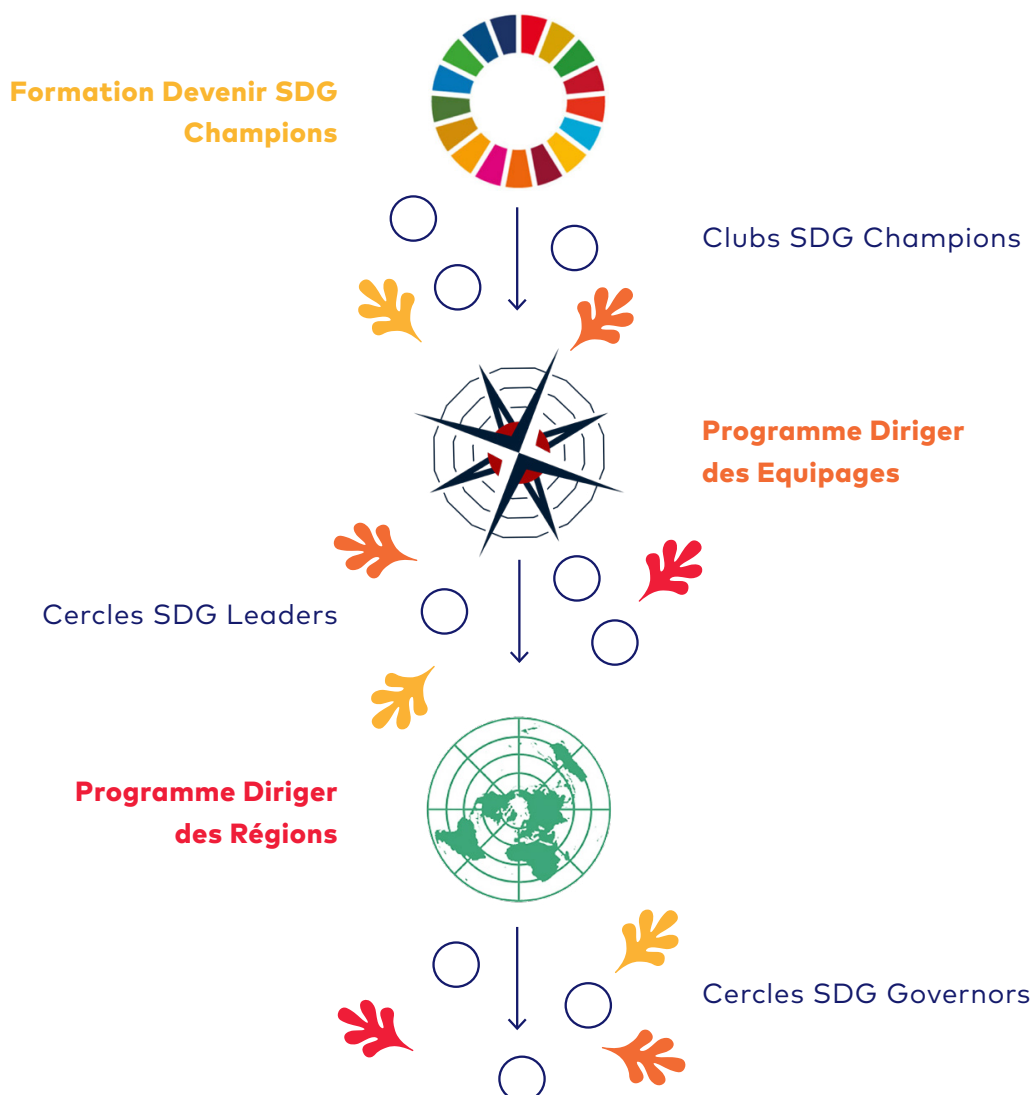 Formation Devenir SDG
Champions
Clubs SDG Champions
Programme Diriger
des Equipages
Cercles SDG Leaders
Programme Diriger
des Régions
Cercles SDG Governors